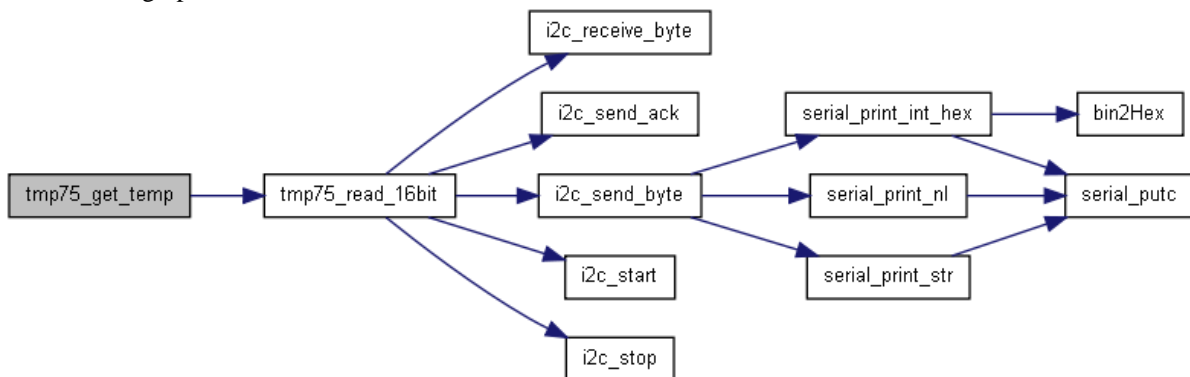 i2c_receive_byte
i2c_send_ack
serial_print_int_hex
bin2Hex
tmp75_get_temp
tmp75_read_16bit
i2c_send_byte
serial_print_nl
serial_putc
i2c_start
serial_print_str
i2c_stop